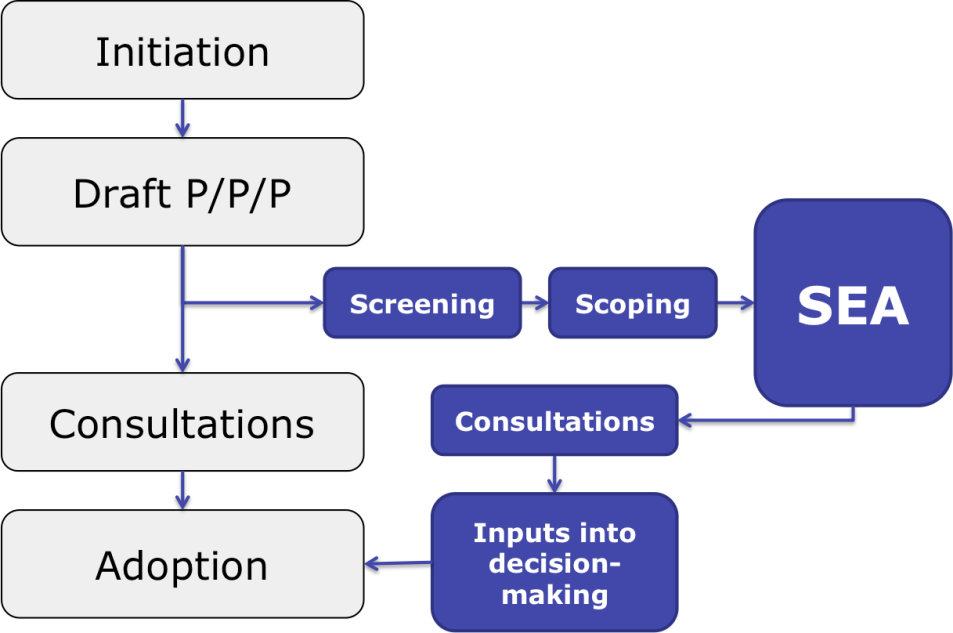 Initiation
Draft P/P/P
Screening
Scoping
SEA
Consultations
Consultations
Adoption
Inputs into
decision-
making